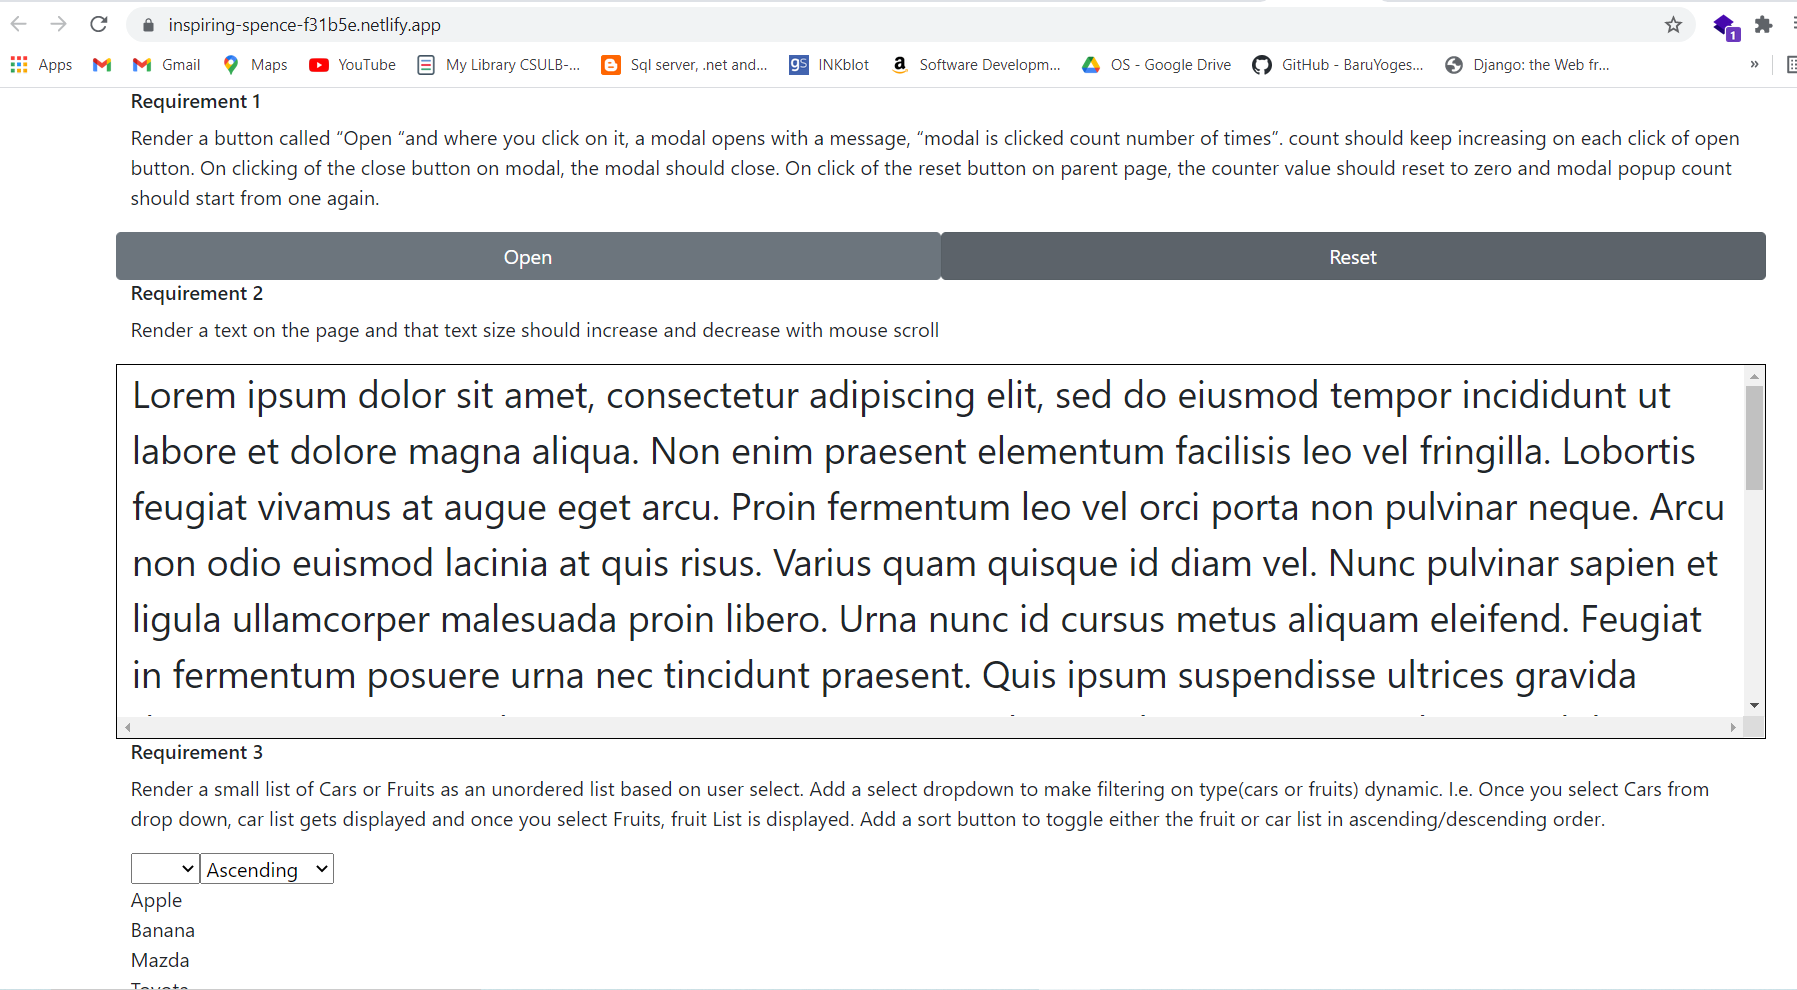 inspiring-spence-f31b5e.netlify.app
1
Apps Gmail Maps YouTube My Library CSULB-... Sql server, .net and... gs INKblot Software Developm... OS - Google Drive GitHub - BaruYoges... Django: the Web fr... »
Requirement 1
Render a button called “Open “and where you click on it, a modal opens with a message, “modal is clicked count number of times”. count should keep increasing on each click of open
button. On clicking of the close button on modal, the modal should close. On click of the reset button on parent page, the counter value should reset to zero and modal popup count
should start from one again.
Open Reset
Requirement 2
Render a text on the page and that text size should increase and decrease with mouse scroll
Lorem ipsum dolor sit amet, consectetur adipiscing elit, sed do eiusmod tempor incididunt ut
labore et dolore magna aliqua. Non enim praesent elementum facilisis leo vel fringilla. Lobortis
feugiat vivamus at augue eget arcu. Proin fermentum leo vel orci porta non pulvinar neque. Arcu
non odio euismod lacinia at quis risus. Varius quam quisque id diam vel. Nunc pulvinar sapien et
ligula ullamcorper malesuada proin libero. Urna nunc id cursus metus aliquam eleifend. Feugiat
in fermentum posuere urna nec tincidunt praesent. Quis ipsum suspendisse ultrices gravida
Requirement 3
Render a small list of Cars or Fruits as an unordered list based on user select. Add a select dropdown to make filtering on type(cars or fruits) dynamic. I.e. Once you select Cars from
drop down, car list gets displayed and once you select Fruits, fruit List is displayed. Add a sort button to toggle either the fruit or car list in ascending/descending order.
Ascending
Apple
Banana
Mazda
Toyota